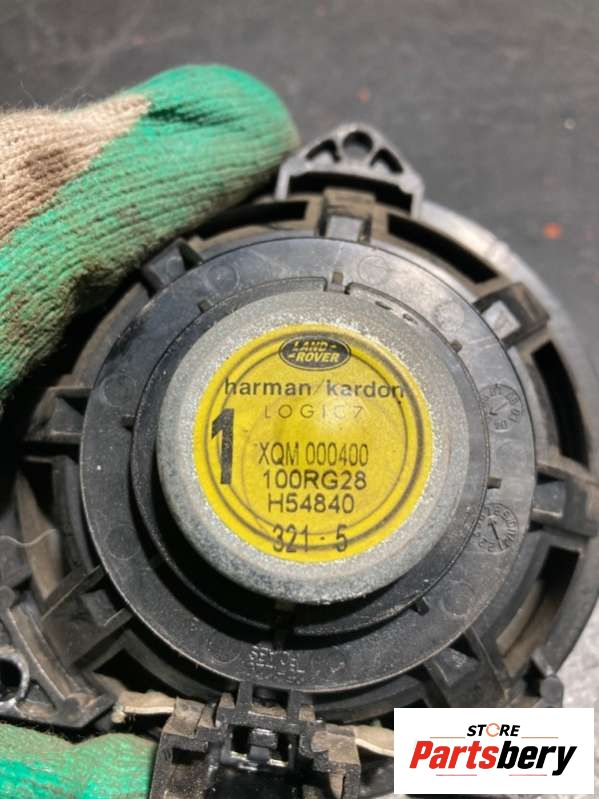 LAND -
- ROVER
harman/kardon
LOGIC7
1
XQM 000400
100RG28
H54840
321 - 5
STORE
Partsbery